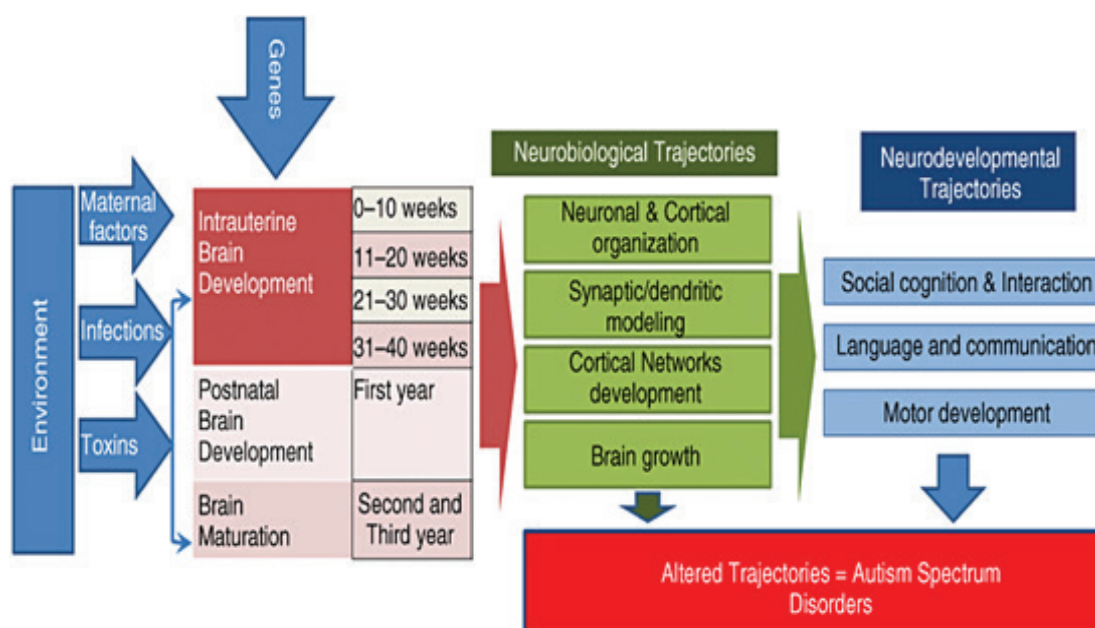 Genes
Environment
Maternal
factors
Infections
Toxins
Intrauterine
Brain
Development
0–10 weeks
11–20 weeks
21–30 weeks
31–40 weeks
Postnatal
Brain
Development
First year
Brain
Maturation
Second and
Third year
Neurobiological Trajectories
Neuronal & Cortical
organization
Synaptic/dendritic
modeling
Cortical Networks
development
Brain growth
Neurodevelopmental
Trajectories
Social cognition & Interaction
Language and communication
Motor development
Altered Trajectories = Autism Spectrum
Disorders